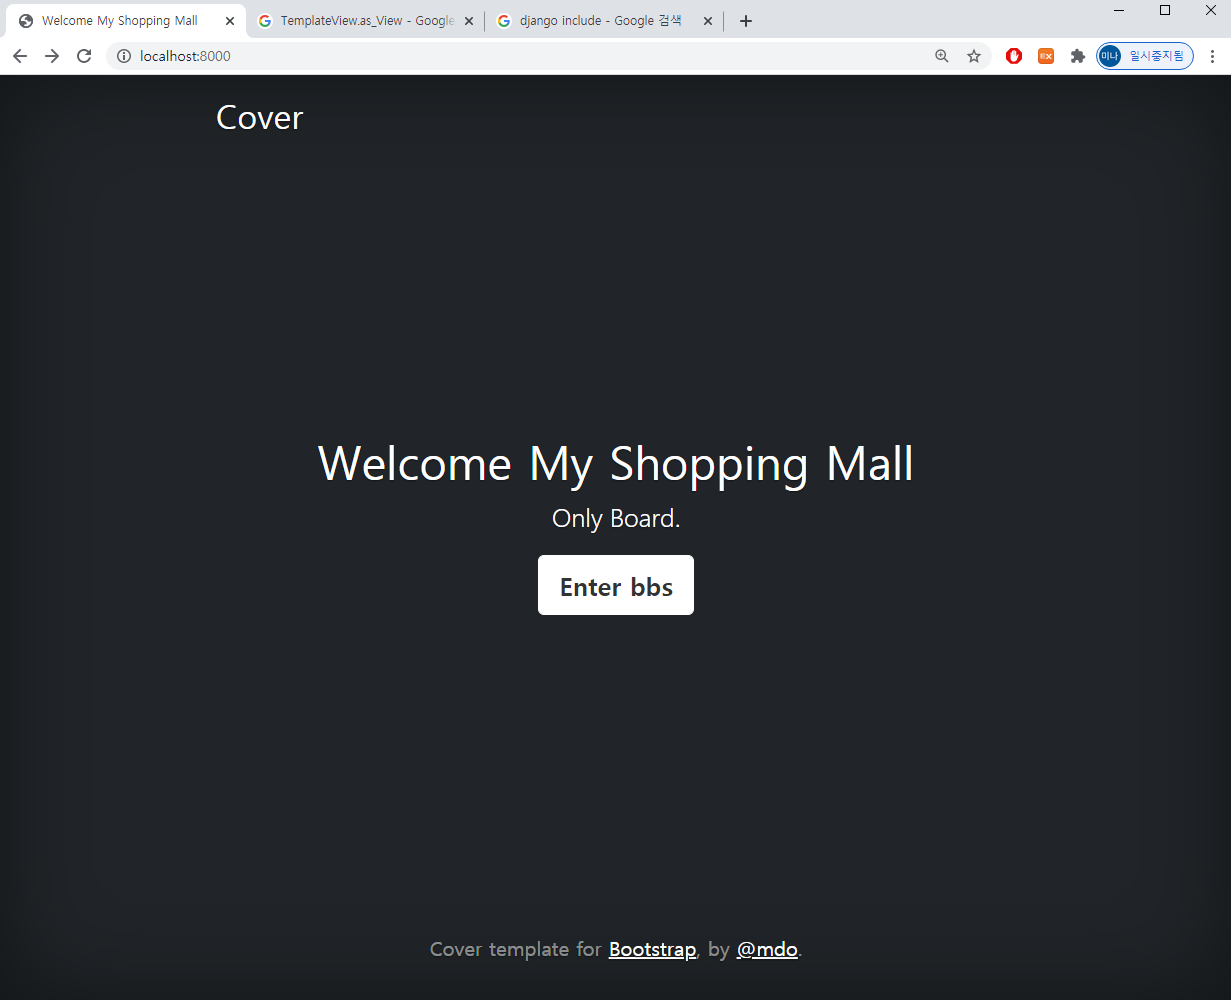 Welcome My Shopping Mall
TemplateView.as_View - Google
django include - Google 검색
localhost:8000
EX
미나
일시중지됨
Cover
Welcome My Shopping Mall
Only Board.
Enter bbs
Cover template for Bootstrap, by @mdo.